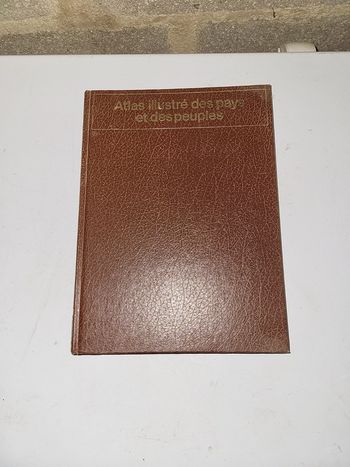 Atlas illustré des pays
et des peuples